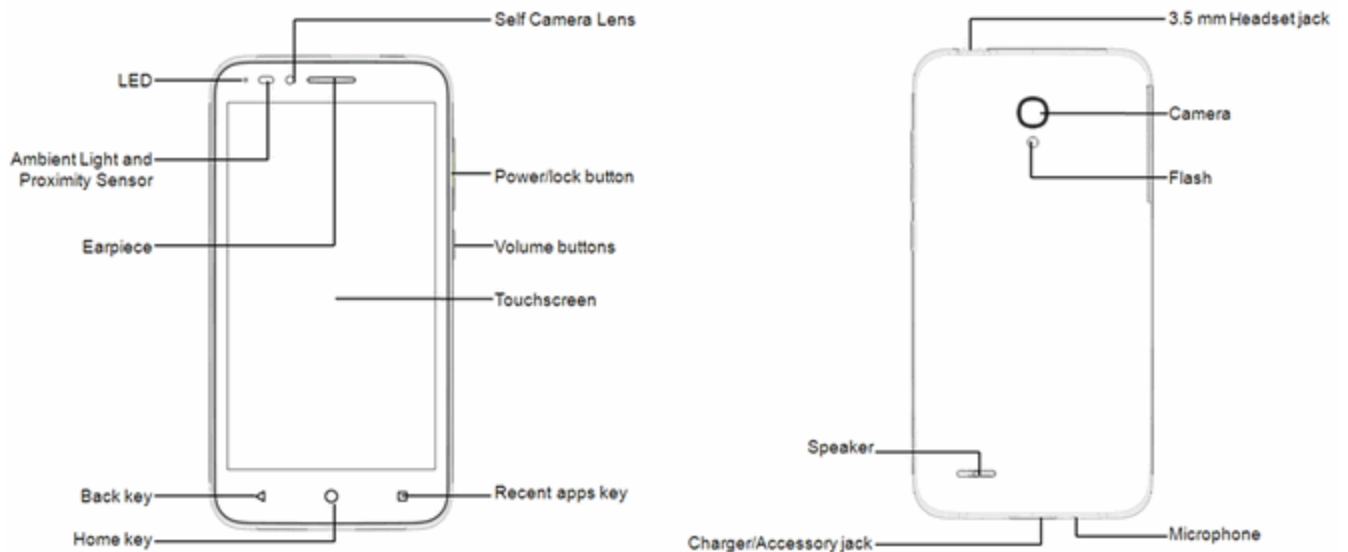 Self Camera Lens
LED
Ambient Light and
Proximity Sensor
Power/lock button
Earpiece
Volume buttons
Touchscreen
Back key
Recent apps key
Home key
3.5 mm Headset jack
Camera
Flash
Speaker
Charger/Accessory jack
Microphone